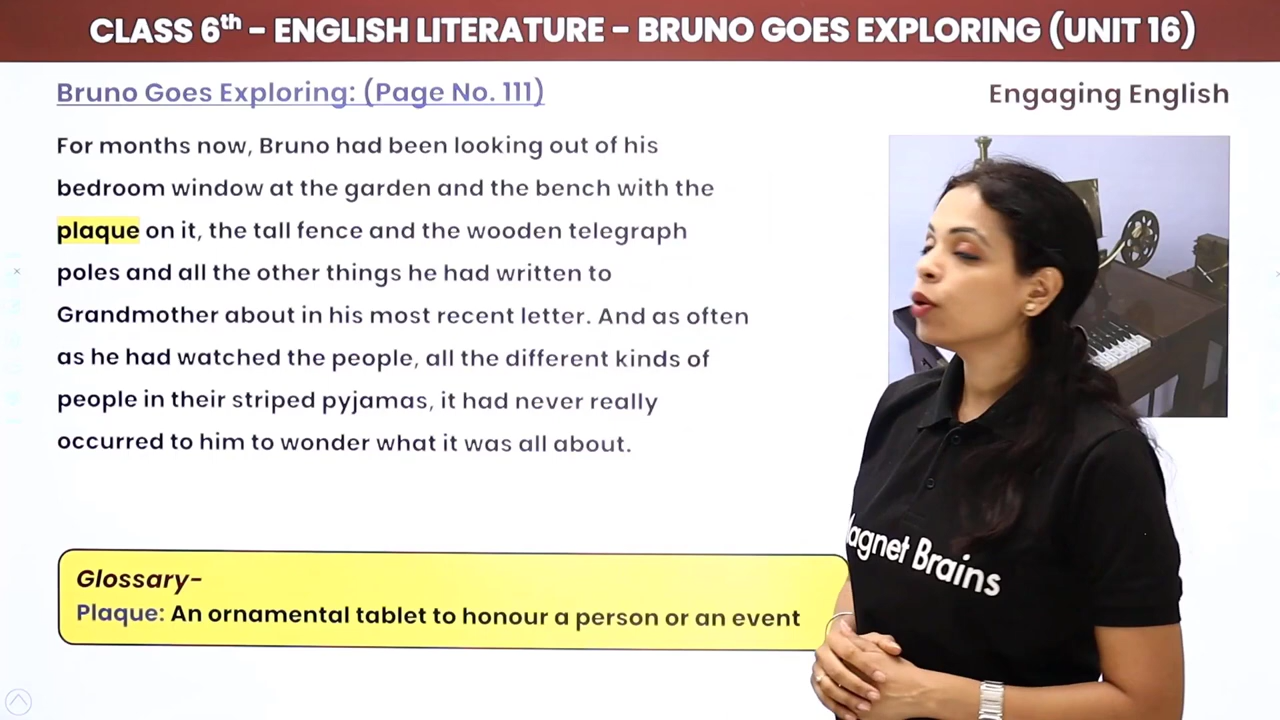 CLASS 6th – ENGLISH LITERATURE – BRUNO GOES EXPLORING (UNIT 16)
Bruno Goes Exploring: (Page No. 111)
Engaging English
For months now, Bruno had been looking out of his
bedroom window at the garden and the bench with the
plaque on it, the tall fence and the wooden telegraph
poles and all the other things he had written to
Grandmother about in his most recent letter. And as often
as he had watched the people, all the different kinds of
people in their striped pyjamas, it had never really
occurred to him to wonder what it was all about.
Glossary-
Plaque: An ornamental tablet to honour a person or an event
Magnet Brains